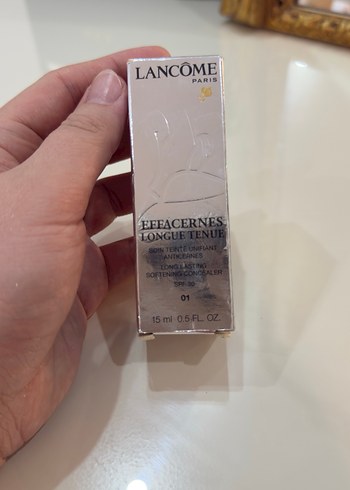 LANCÔME
PARIS
EFFACERNES
LONGUE TENUE
SOIN TEINTÉ UNIFIANT
ANTICERNES
LONG LASTING
SOFTENING CONCEALER
SPF 30
01
15 ml 0.5 FL. OZ.